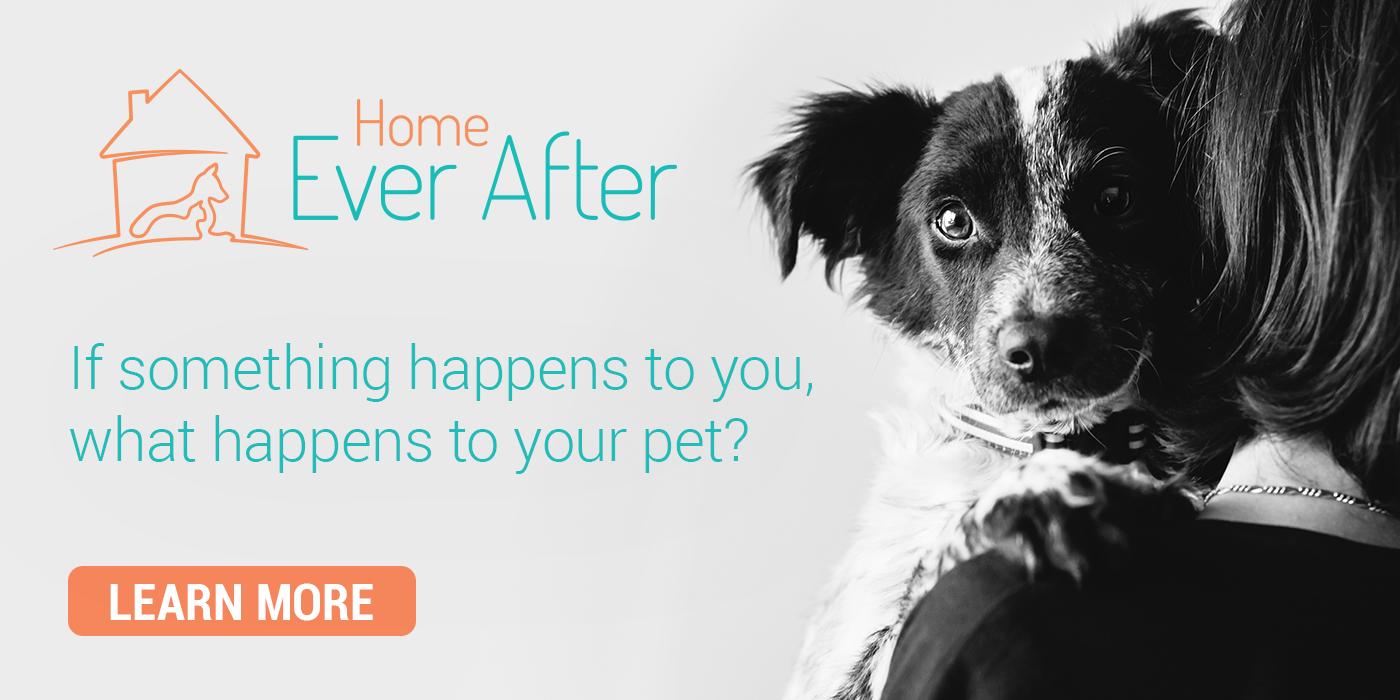 Home
Ever After
If something happens to you,
what happens to your pet?
LEARN MORE